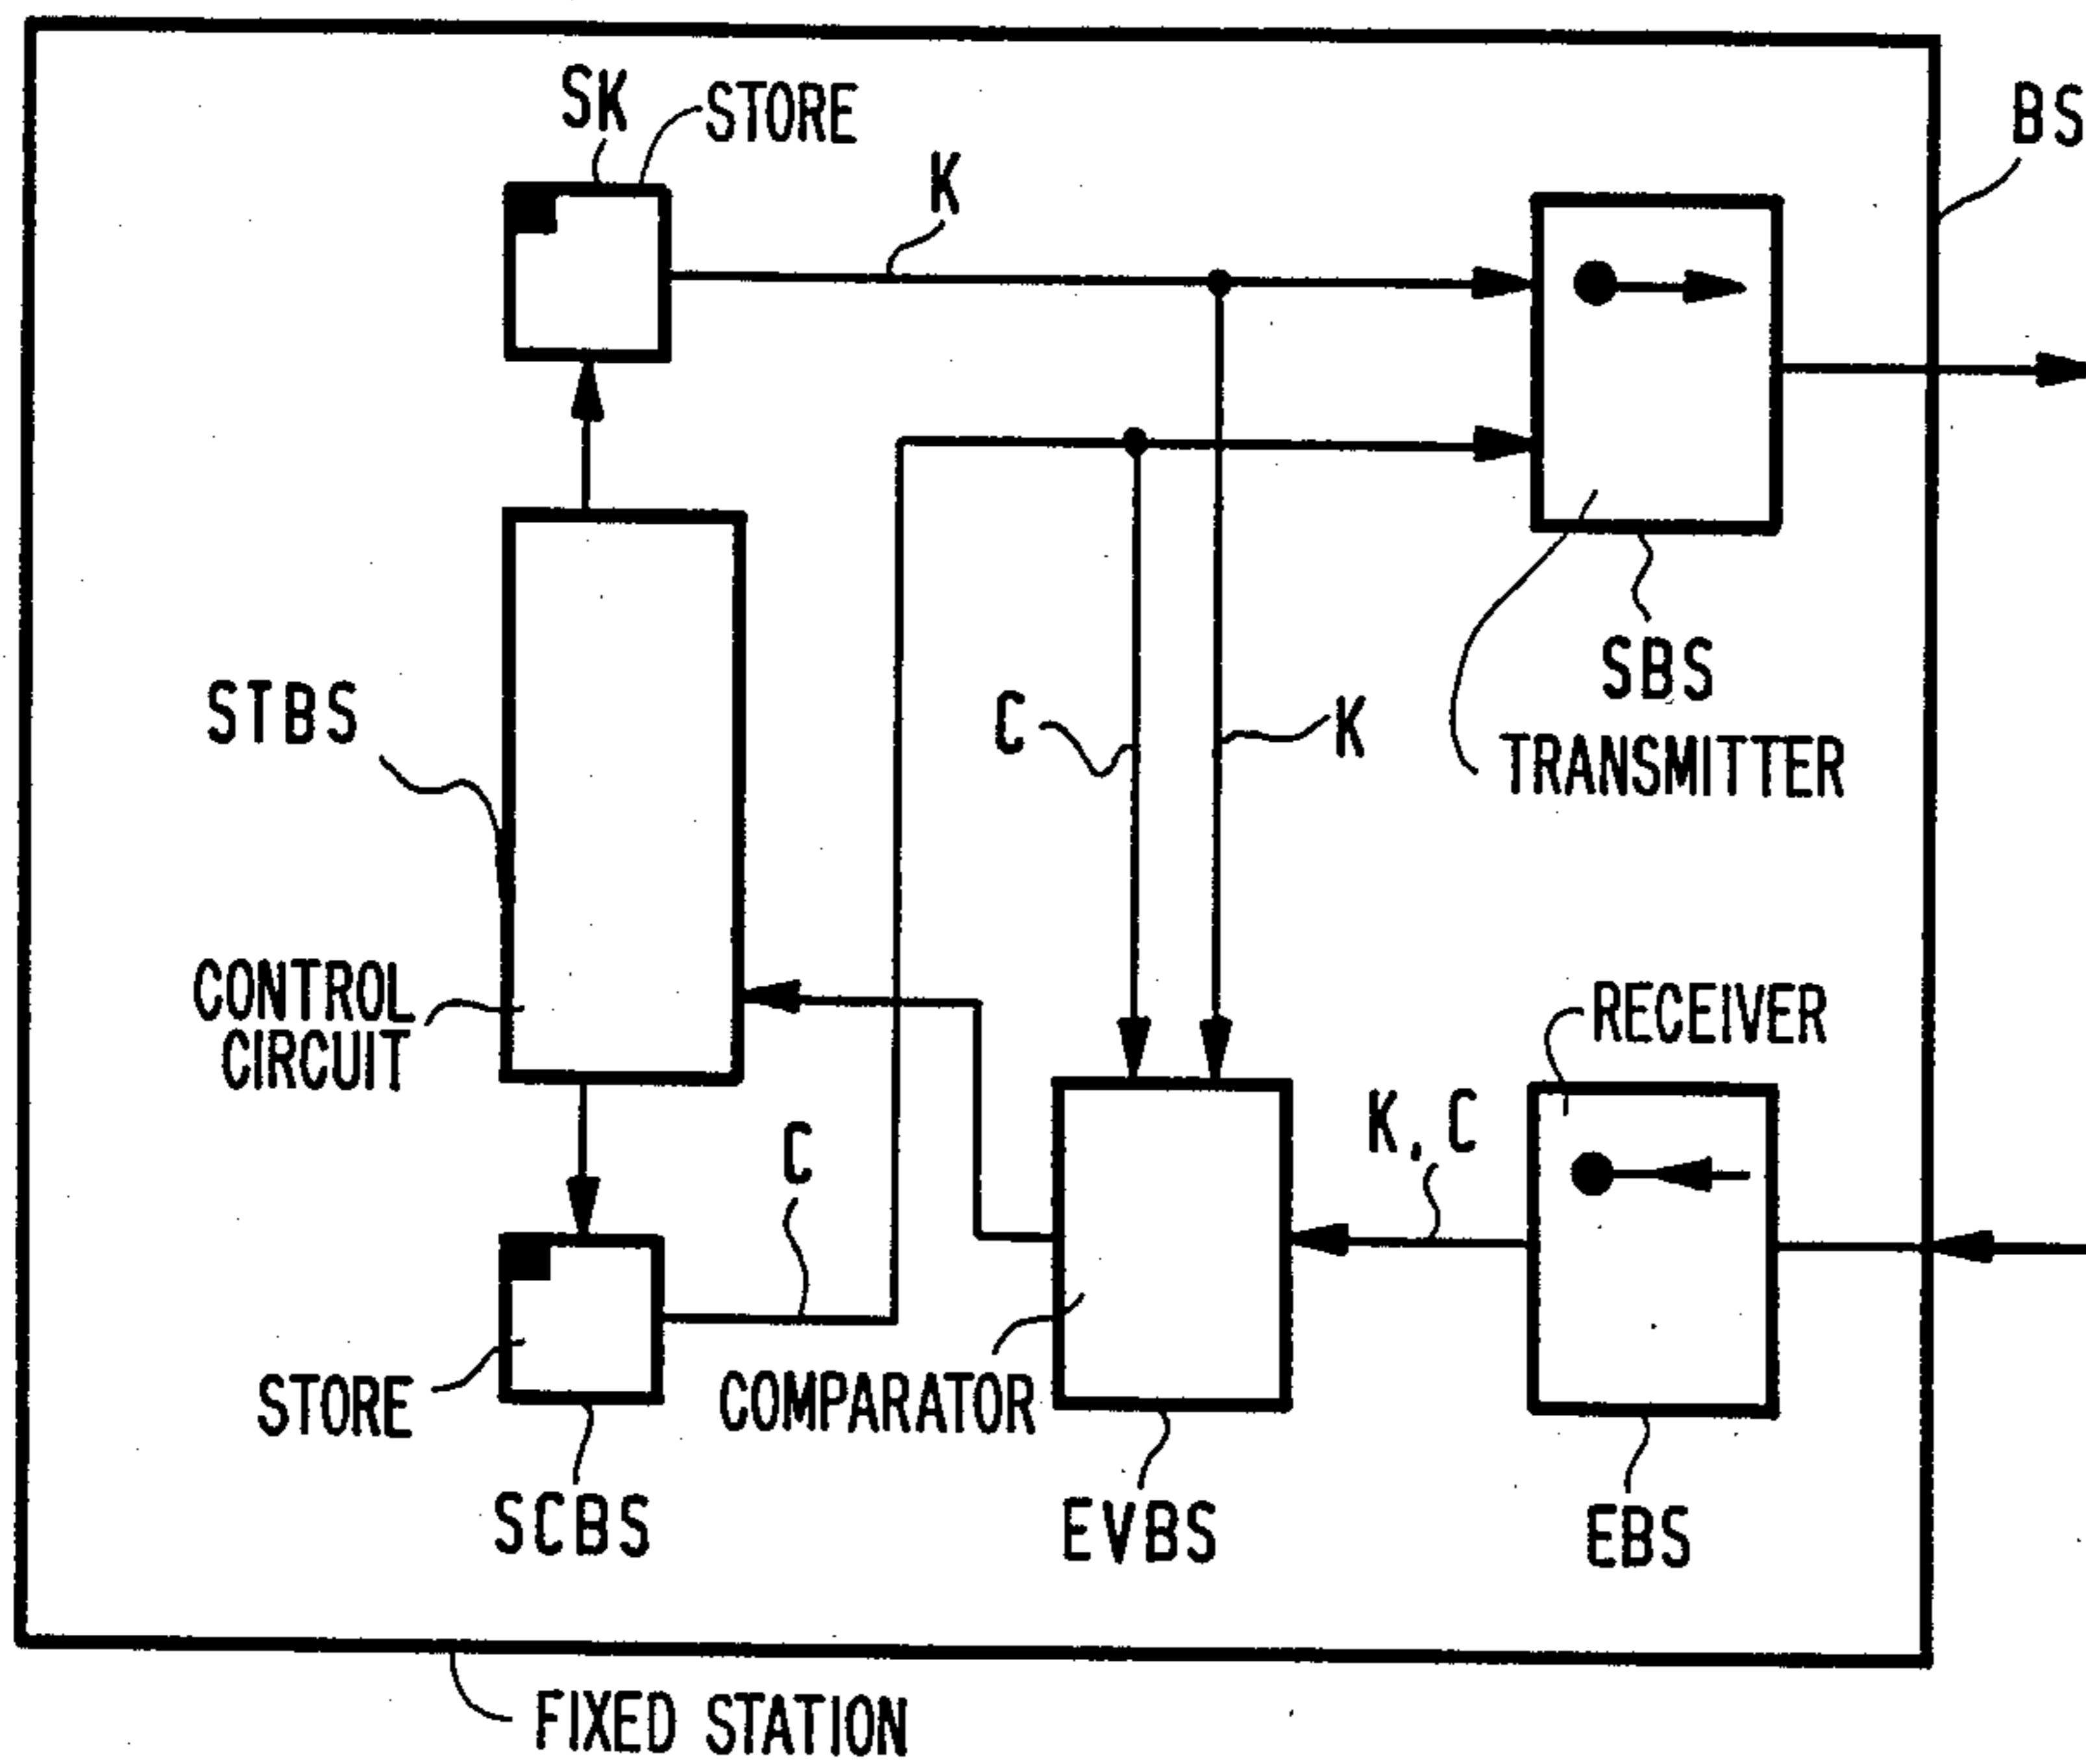 SK
STORE
BS
K
STBS
C
K
SBS
TRANSMITTER
CONTROL
CIRCUIT
RECEIVER
C
K, C
STORE
COMPARATOR
SCBS
EVBS
EBS
FIXED STATION